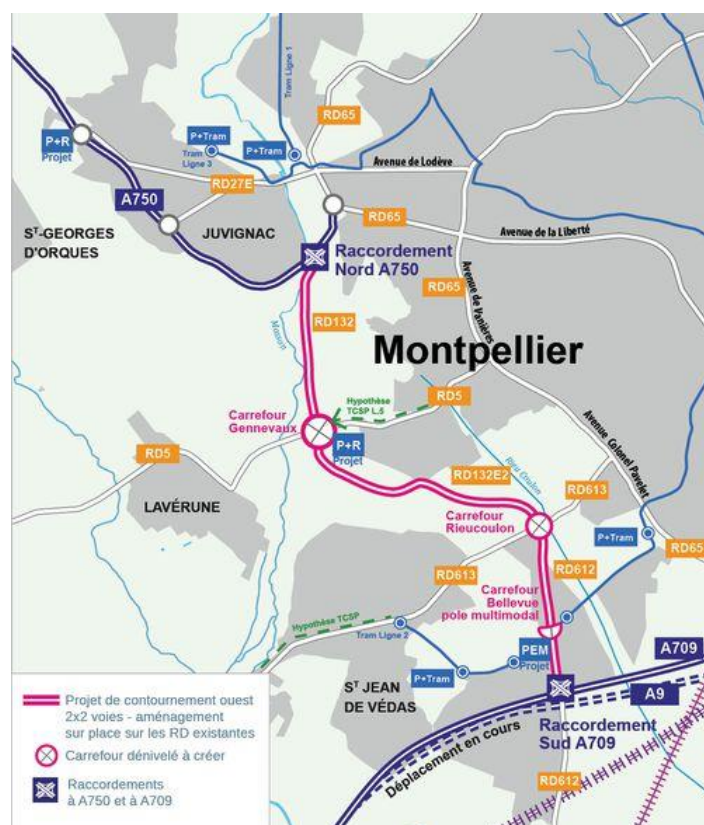 Tram Ligne 1
RD65
P+R
Projet
P+Tram
P+Tram
Tram
Ligne 3
Avenue de Lodève
RD27E
A750
RD65
S^T-GEORGES
D'ORQUES
JUVIGNAC
Avenue de la Liberté
Raccordement
Nord A750
RD65
Avenue de Vanières
RD132
Mosson
Montpellier
Hypothèse
TCSP L.5
RD5
Carrefour
Gennevaux
P+R
Projet
RD5
Avenue Colonel Pavelet
LAVÉRUNE
RD132E2
Rieu Coulon
RD613
Carrefour
Rieucoulon
P+Tram
RD65
RD613
RD612
Carrefour
Bellevue
pole multimodal
Hypothèse TCSP
Tram Ligne 2
PEM
Projet
P+Tram
A709
A9
S^T JEAN
DE VÉDAS
Raccordement
Sud A709
Déplacement en cours
RD612
Projet de contournement ouest
2x2 voies - aménagement
sur place sur les RD existantes
Carrefour dénivelé à créer
Raccordements
à A750 et à A709